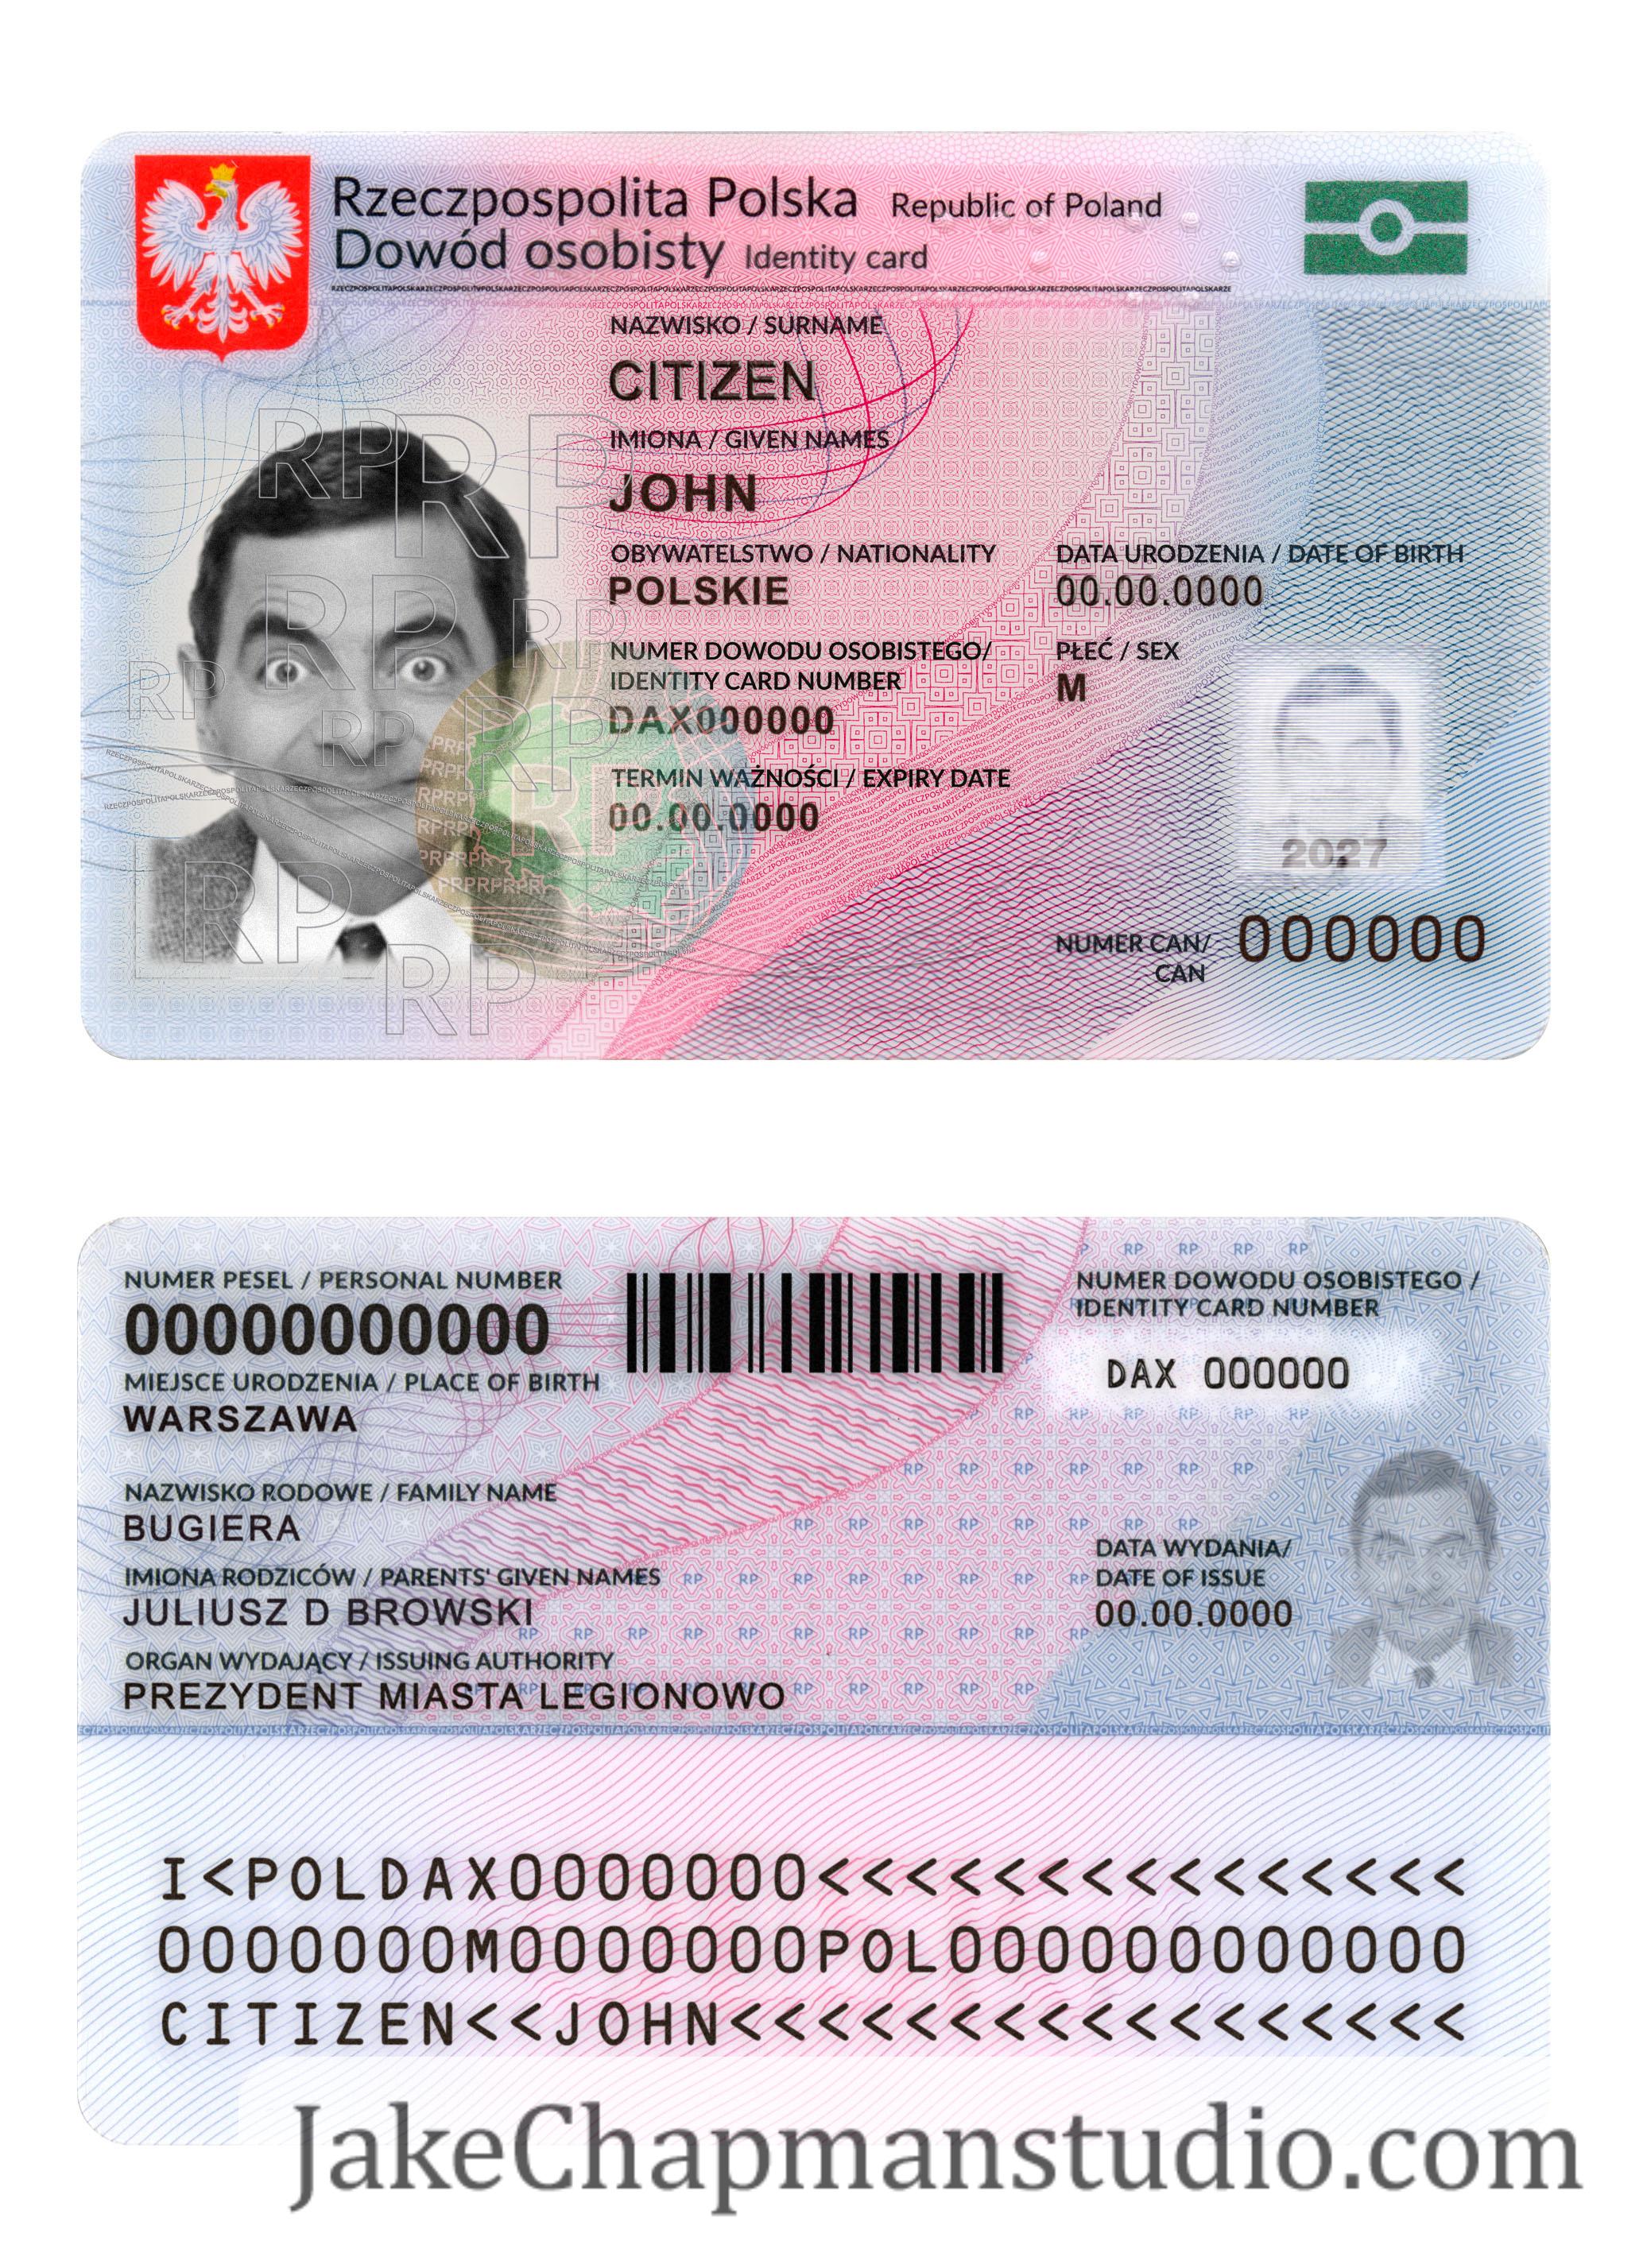 Rzeczpospolita Polska Republic of Poland
Dowód osobisty Identity card
NAZWISKO / SURNAME
CITIZEN
IMIONA / GIVEN NAMES
JOHN
OBYWATELSTWO / NATIONALITY
POLSKIE
DATA URODZENIA / DATE OF BIRTH
00.00.0000
NUMER DOWODU OSOBISTEGO/
IDENTITY CARD NUMBER
DAX000000
PŁEĆ / SEX
M
TERMIN WAŻNOŚCI / EXPIRY DATE
00.00.0000
2027
NUMER CAN/
CAN
000000
NUMER PESEL / PERSONAL NUMBER
00000000000
MIEJSCE URODZENIA / PLACE OF BIRTH
WARSZAWA
NUMER DOWODU OSOBISTEGO /
IDENTITY CARD NUMBER
DAX 000000
NAZWISKO RODOWE / FAMILY NAME
BUGIERA
IMIONA RODZICÓW / PARENTS' GIVEN NAMES
JULIUSZ D BROWSKI
DATA WYDANIA/
DATE OF ISSUE
00.00.0000
ORGAN WYDAJĄCY / ISSUING AUTHORITY
PREZYDENT MIASTA LEGIONOWO
I<POLDAX0000000<<<<<<<<<<<<<<<
0000000M0000000POL000000000000
CITIZEN<<JOHN<<<<<<<<<<<<<<<<<
JakeChapmanstudio.com